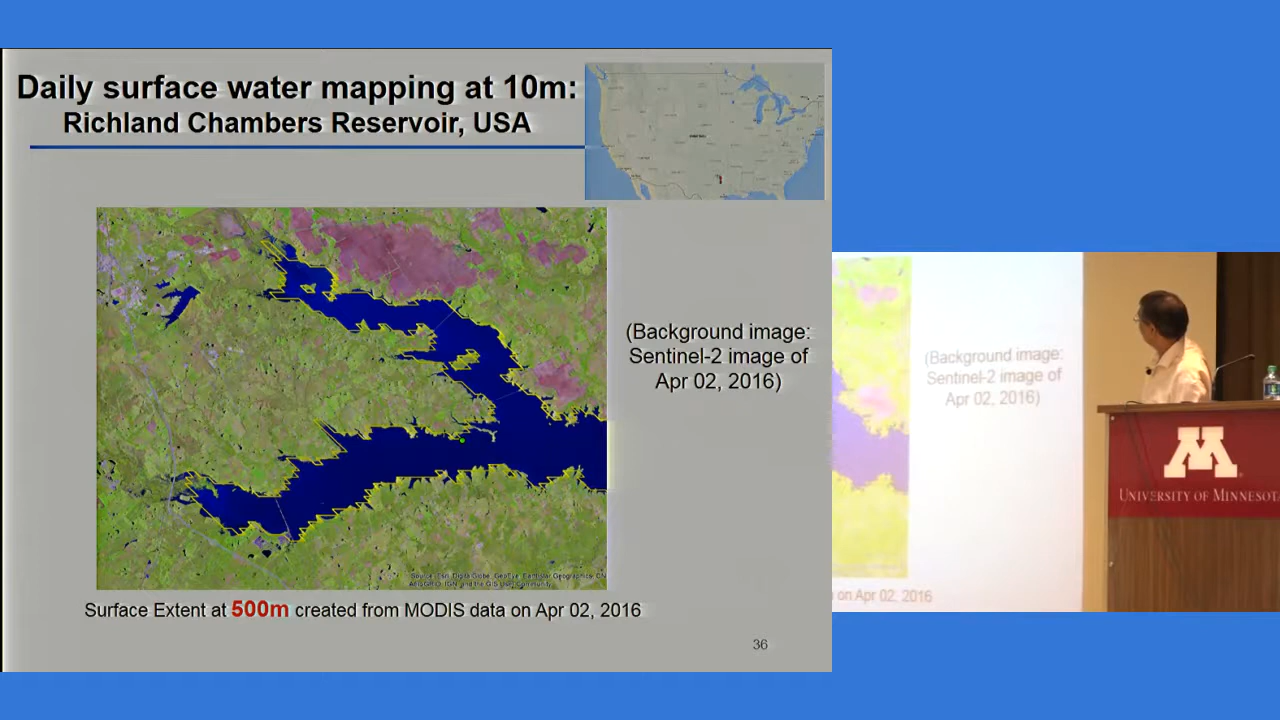 Daily surface water mapping at 10m:
Richland Chambers Reservoir, USA
(Background image:
Sentinel-2 image of
Apr 02, 2016)
Surface Extent at 500m created from MODIS data on Apr 02, 2016
36
(Background image:
Sentinel-2 image of
Apr 02, 2016)
on Apr 02, 2016
M
UNIVERSITY OF MINNESOTA